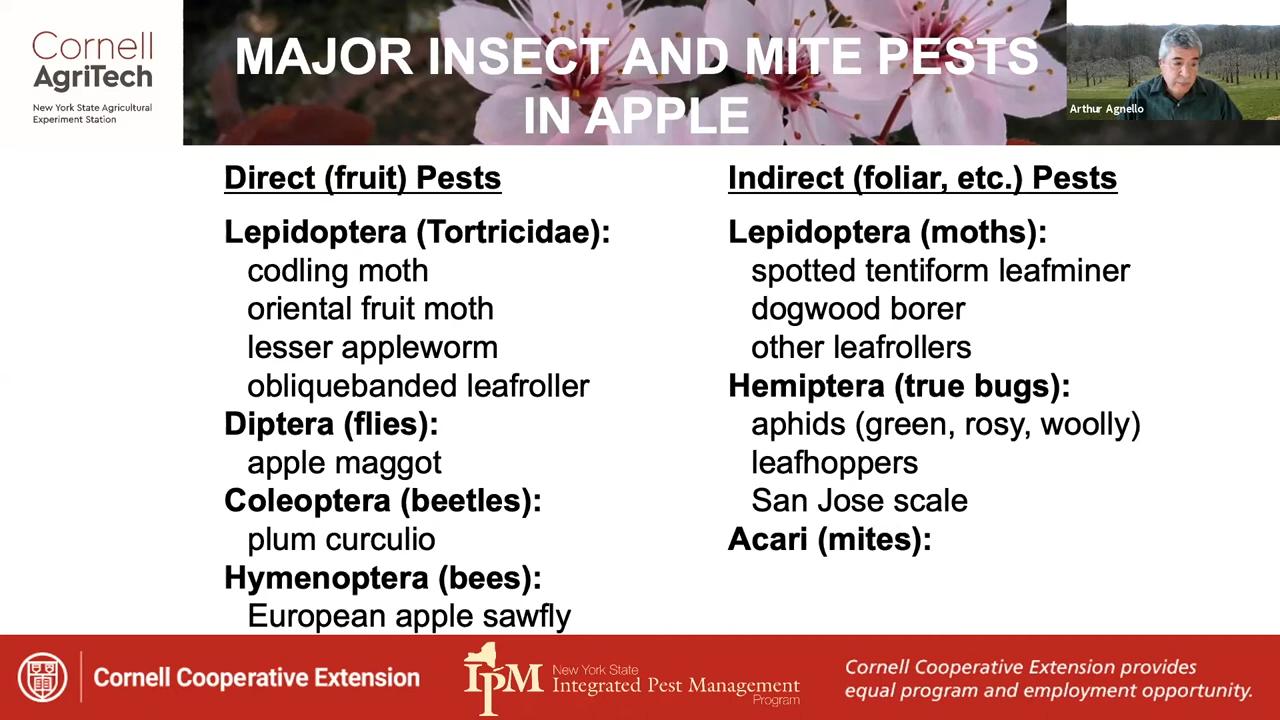 Cornell
AgriTech
New York State Agricultural
Experiment Station
MAJOR INSECT AND MITE PESTS
IN APPLE
Arthur Agnello
Direct (fruit) Pests
Lepidoptera (Tortricidae):
codling moth
oriental fruit moth
lesser appleworm
obliquebanded leafroller
Diptera (flies):
apple maggot
Coleoptera (beetles):
plum curculio
Hymenoptera (bees):
European apple sawfly
Indirect (foliar, etc.) Pests
Lepidoptera (moths):
spotted tentiform leafminer
dogwood borer
other leafrollers
Hemiptera (true bugs):
aphids (green, rosy, woolly)
leafhoppers
San Jose scale
Acari (mites):
Cornell Cooperative Extension
IPM
New York State
Integrated Pest Management
Program
Cornell Cooperative Extension provides
equal program and employment opportunity.